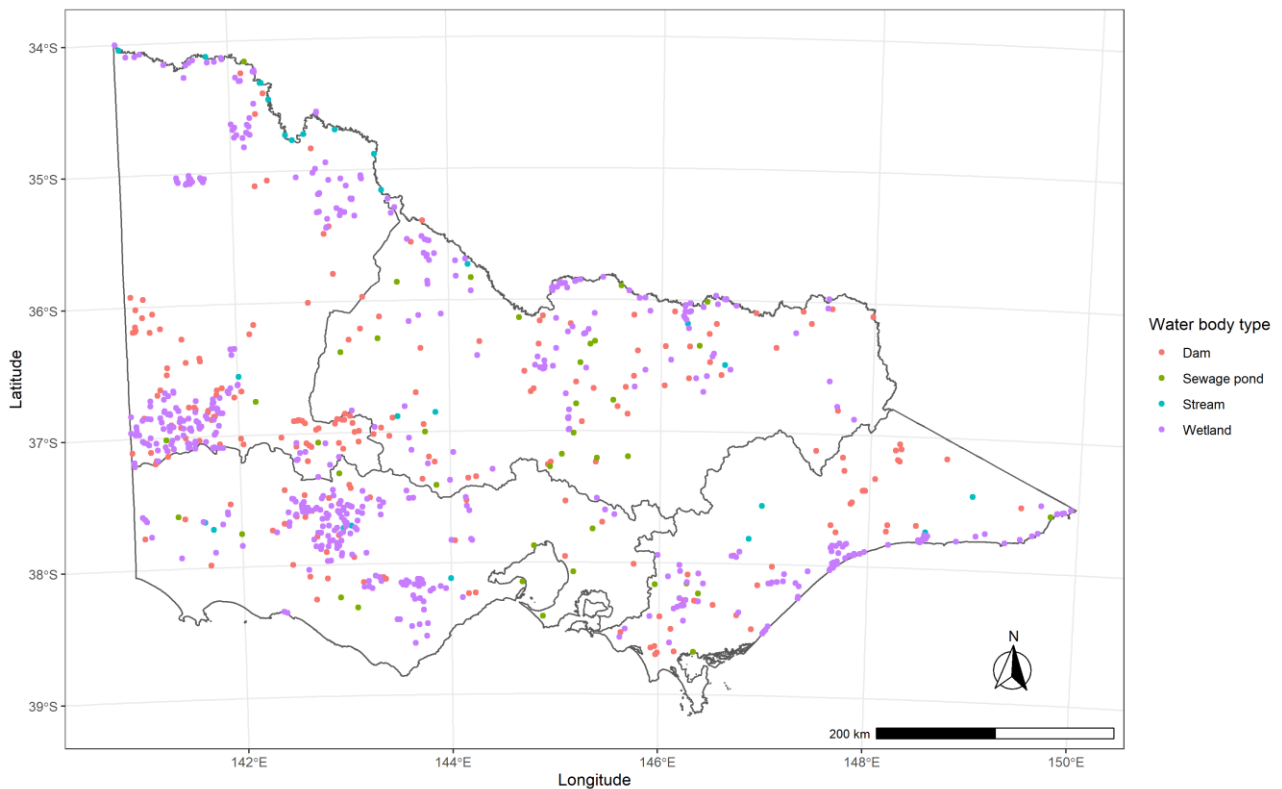 34°S
35°S
36°S
37°S
38°S
39°S
Latitude
142°E
144°E
146°E
148°E
150°E
Longitude
N
200 km
Water body type
Dam
Sewage pond
Stream
Wetland